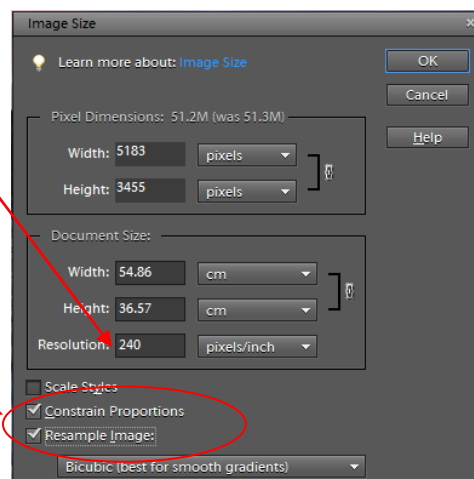 Image Size
Learn more about: Image Size
OK
Cancel
Help
Pixel Dimensions: 51.2M (was 51.3M)
Width: 5183 pixels
Height: 3455 pixels
Document Size:
Width: 54.86 cm
Height: 36.57 cm
Resolution: 240 pixels/inch
Scale Styles
Constrain Proportions
Resample Image:
Bicubic (best for smooth gradients)